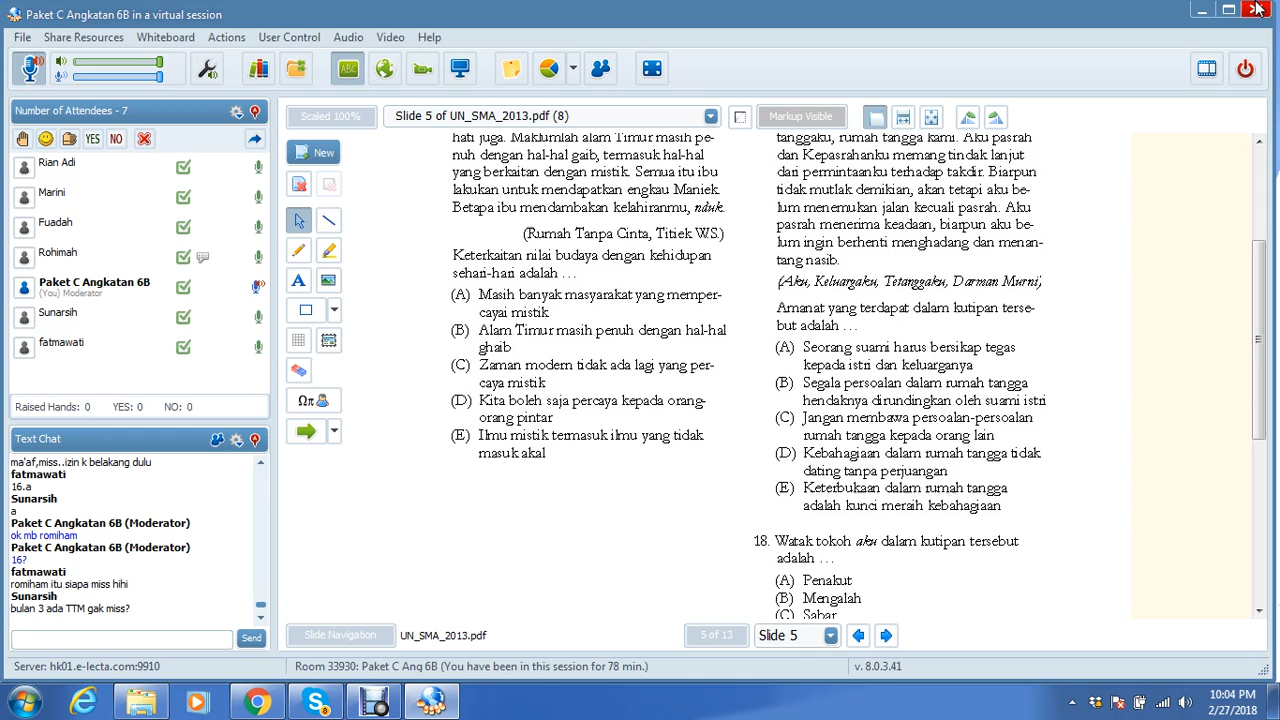 Paket C Angkatan 6B in a virtual session
File Share Resources Whiteboard Actions User Control Audio Video Help
ABC
Number of Attendees - 7
YES NO
Rian Adi
Marini
Fuadah
Rohimah
Paket C Angkatan 6B
(You) Moderator
Sunarsih
fatmawati
Raised Hands: 0 YES: 0 NO: 0
Text Chat
ma'af,miss..izin k belakang dulu
fatmawati
16.a
Sunarsih
a
Paket C Angkatan 6B (Moderator)
ok mb romiham
Paket C Angkatan 6B (Moderator)
16?
fatmawati
romiham itu siapa miss hihi
Sunarsih
bulan 3 ada TTM gak miss?
Send
Scaled 100% Slide 5 of UN_SMA_2013.pdf (8) Markup Visible
New
A
Ωπ
hati juga. Maklumlah alam Timur masih pe-
nuh dengan hal-hal gaib, termasuk hal-hal
yang berkaitan dengan mistik. Semua itu ibu
lakukan untuk mendapatkan engkau Maniek.
Betapa ibu mendambakan kelahiranmu, nduk.
(Rumah Tanpa Cinta, Titiek W.S.)
Keterkaitan nilai budaya dengan kehidupan
sehari-hari adalah …
(A) Masih banyak masyarakat yang memper-
cayai mistik
(B) Alam Timur masih penuh dengan hal-hal
ghaib
(C) Zaman modern tidak ada lagi yang per-
caya mistik
(D) Kita boleh saja percaya kepada orang-
orang pintar
(E) Ilmu mistik termasuk ilmu yang tidak
masuk akal
tanggaku, rumah tangga kami. Aku pasrah
dan Kepasrahanku memang tindak lanjut
dari permintaanku terhadap takdir. Biarpun
tidak mutlak demikian, akan tetapi aku be-
lum menemukan jalan kecuali pasrah. Aku
pasrah menerima keadaan, biarpun aku be-
lum ingin berhenti menghadang dan menan-
tang nasib.
(Aku, Keluargaku, Tetanggaku, Darman Murni)
Amanat yang terdapat dalam kutipan terse-
but adalah …
(A) Seorang suami harus bersikap tegas
kepada istri dan keluarganya
(B) Segala persoalan dalam rumah tangga
hendaknya dirundingkan oleh suami istri
(C) Jangan membawa persoalan-persoalan
rumah tangga kepada orang lain
(D) Kebahagiaan dalam rumah tangga tidak
dating tanpa perjuangan
(E) Keterbukaan dalam rumah tangga
adalah kunci meraih kebahagiaan
18. Watak tokoh aku dalam kutipan tersebut
adalah …
(A) Penakut
(B) Mengalah
(C) Sabar
Slide Navigation UN_SMA_2013.pdf 5 of 13 Slide 5
Server: hk01.e-lecta.com:9910 Room 33930: Paket C Ang 6B (You have been in this session for 78 min.) v. 8.0.3.41
8
10:04 PM
2/27/2018